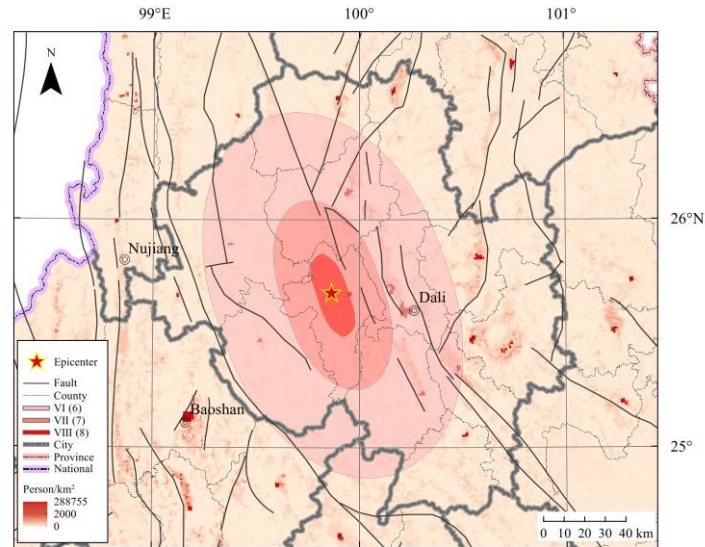 99°E 100° 101°
N
26°N
Nujiang
Dali
Epicenter
Fault
County
VI (6)
VII (7)
VIII (8)
City
Province
National
Person/km²
288755
2000
0
Baoshan
25°
0 10 20 30 40 km